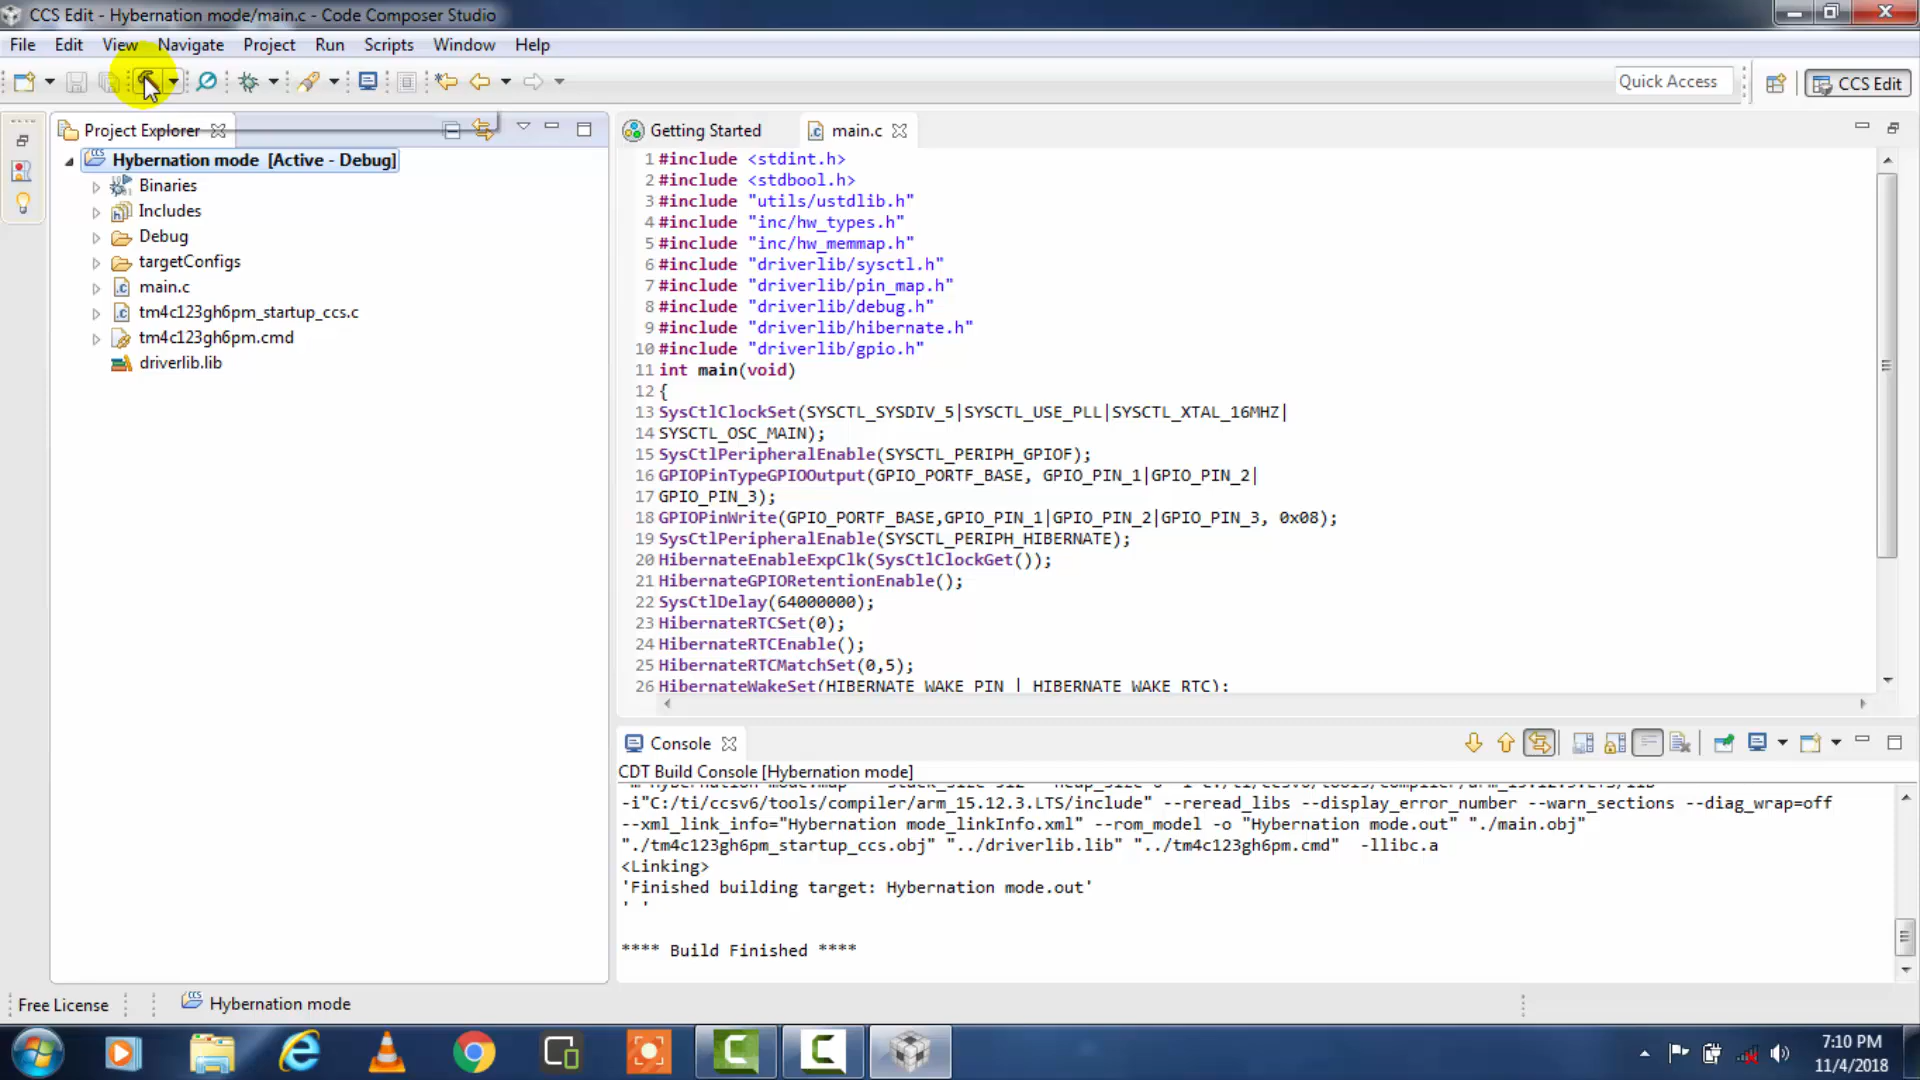 CCS Edit - Hybernation mode/main.c - Code Composer Studio
File Edit View Navigate Project Run Scripts Window Help
Quick Access
CCS Edit
Project Explorer
Getting Started
main.c
Hybernation mode [Active - Debug]
Binaries
Includes
Debug
targetConfigs
main.c
tm4c123gh6pm_startup_ccs.c
tm4c123gh6pm.cmd
driverlib.lib
1 #include <stdint.h>
2 #include <stdbool.h>
3 #include "utils/ustdlib.h"
4 #include "inc/hw_types.h"
5 #include "inc/hw_memmap.h"
6 #include "driverlib/sysctl.h"
7 #include "driverlib/pin_map.h"
8 #include "driverlib/debug.h"
9 #include "driverlib/hibernate.h"
10 #include "driverlib/gpio.h"
11 int main(void)
12 {
13 SysCtlClockSet(SYSCTL_SYSDIV_5|SYSCTL_USE_PLL|SYSCTL_XTAL_16MHZ|
14 SYSCTL_OSC_MAIN);
15 SysCtlPeripheralEnable(SYSCTL_PERIPH_GPIOF);
16 GPIOPinTypeGPIOOutput(GPIO_PORTF_BASE, GPIO_PIN_1|GPIO_PIN_2|
17 GPIO_PIN_3);
18 GPIOPinWrite(GPIO_PORTF_BASE,GPIO_PIN_1|GPIO_PIN_2|GPIO_PIN_3, 0x08);
19 SysCtlPeripheralEnable(SYSCTL_PERIPH_HIBERNATE);
20 HibernateEnableExpClk(SysCtlClockGet());
21 HibernateGPIORetentionEnable();
22 SysCtlDelay(64000000);
23 HibernateRTCSet(0);
24 HibernateRTCEnable();
25 HibernateRTCMatchSet(0,5);
26 HibernateWakeSet(HIBERNATE_WAKE_PIN | HIBERNATE_WAKE_RTC);
Console
CDT Build Console [Hybernation mode]
-i"C:/ti/ccsv6/tools/compiler/arm_15.12.3.LTS/include" --reread_libs --display_error_number --warn_sections --diag_wrap=off
--xml_link_info="Hybernation mode_linkInfo.xml" --rom_model -o "Hybernation mode.out" "./main.obj"
"./tm4c123gh6pm_startup_ccs.obj" "../driverlib.lib" "../tm4c123gh6pm.cmd" -llibc.a
<Linking>
'Finished building target: Hybernation mode.out'
' '
**** Build Finished ****
Free License
Hybernation mode
7:10 PM
11/4/2018